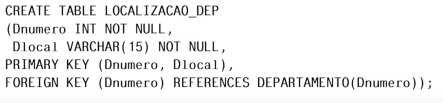 CREATE TABLE LOCALIZACAO_DEP
(Dnumero INT NOT NULL,
Dlocal VARCHAR(15) NOT NULL,
PRIMARY KEY (Dnumero, Dlocal),
FOREIGN KEY (Dnumero) REFERENCES DEPARTAMENTO(Dnumero));